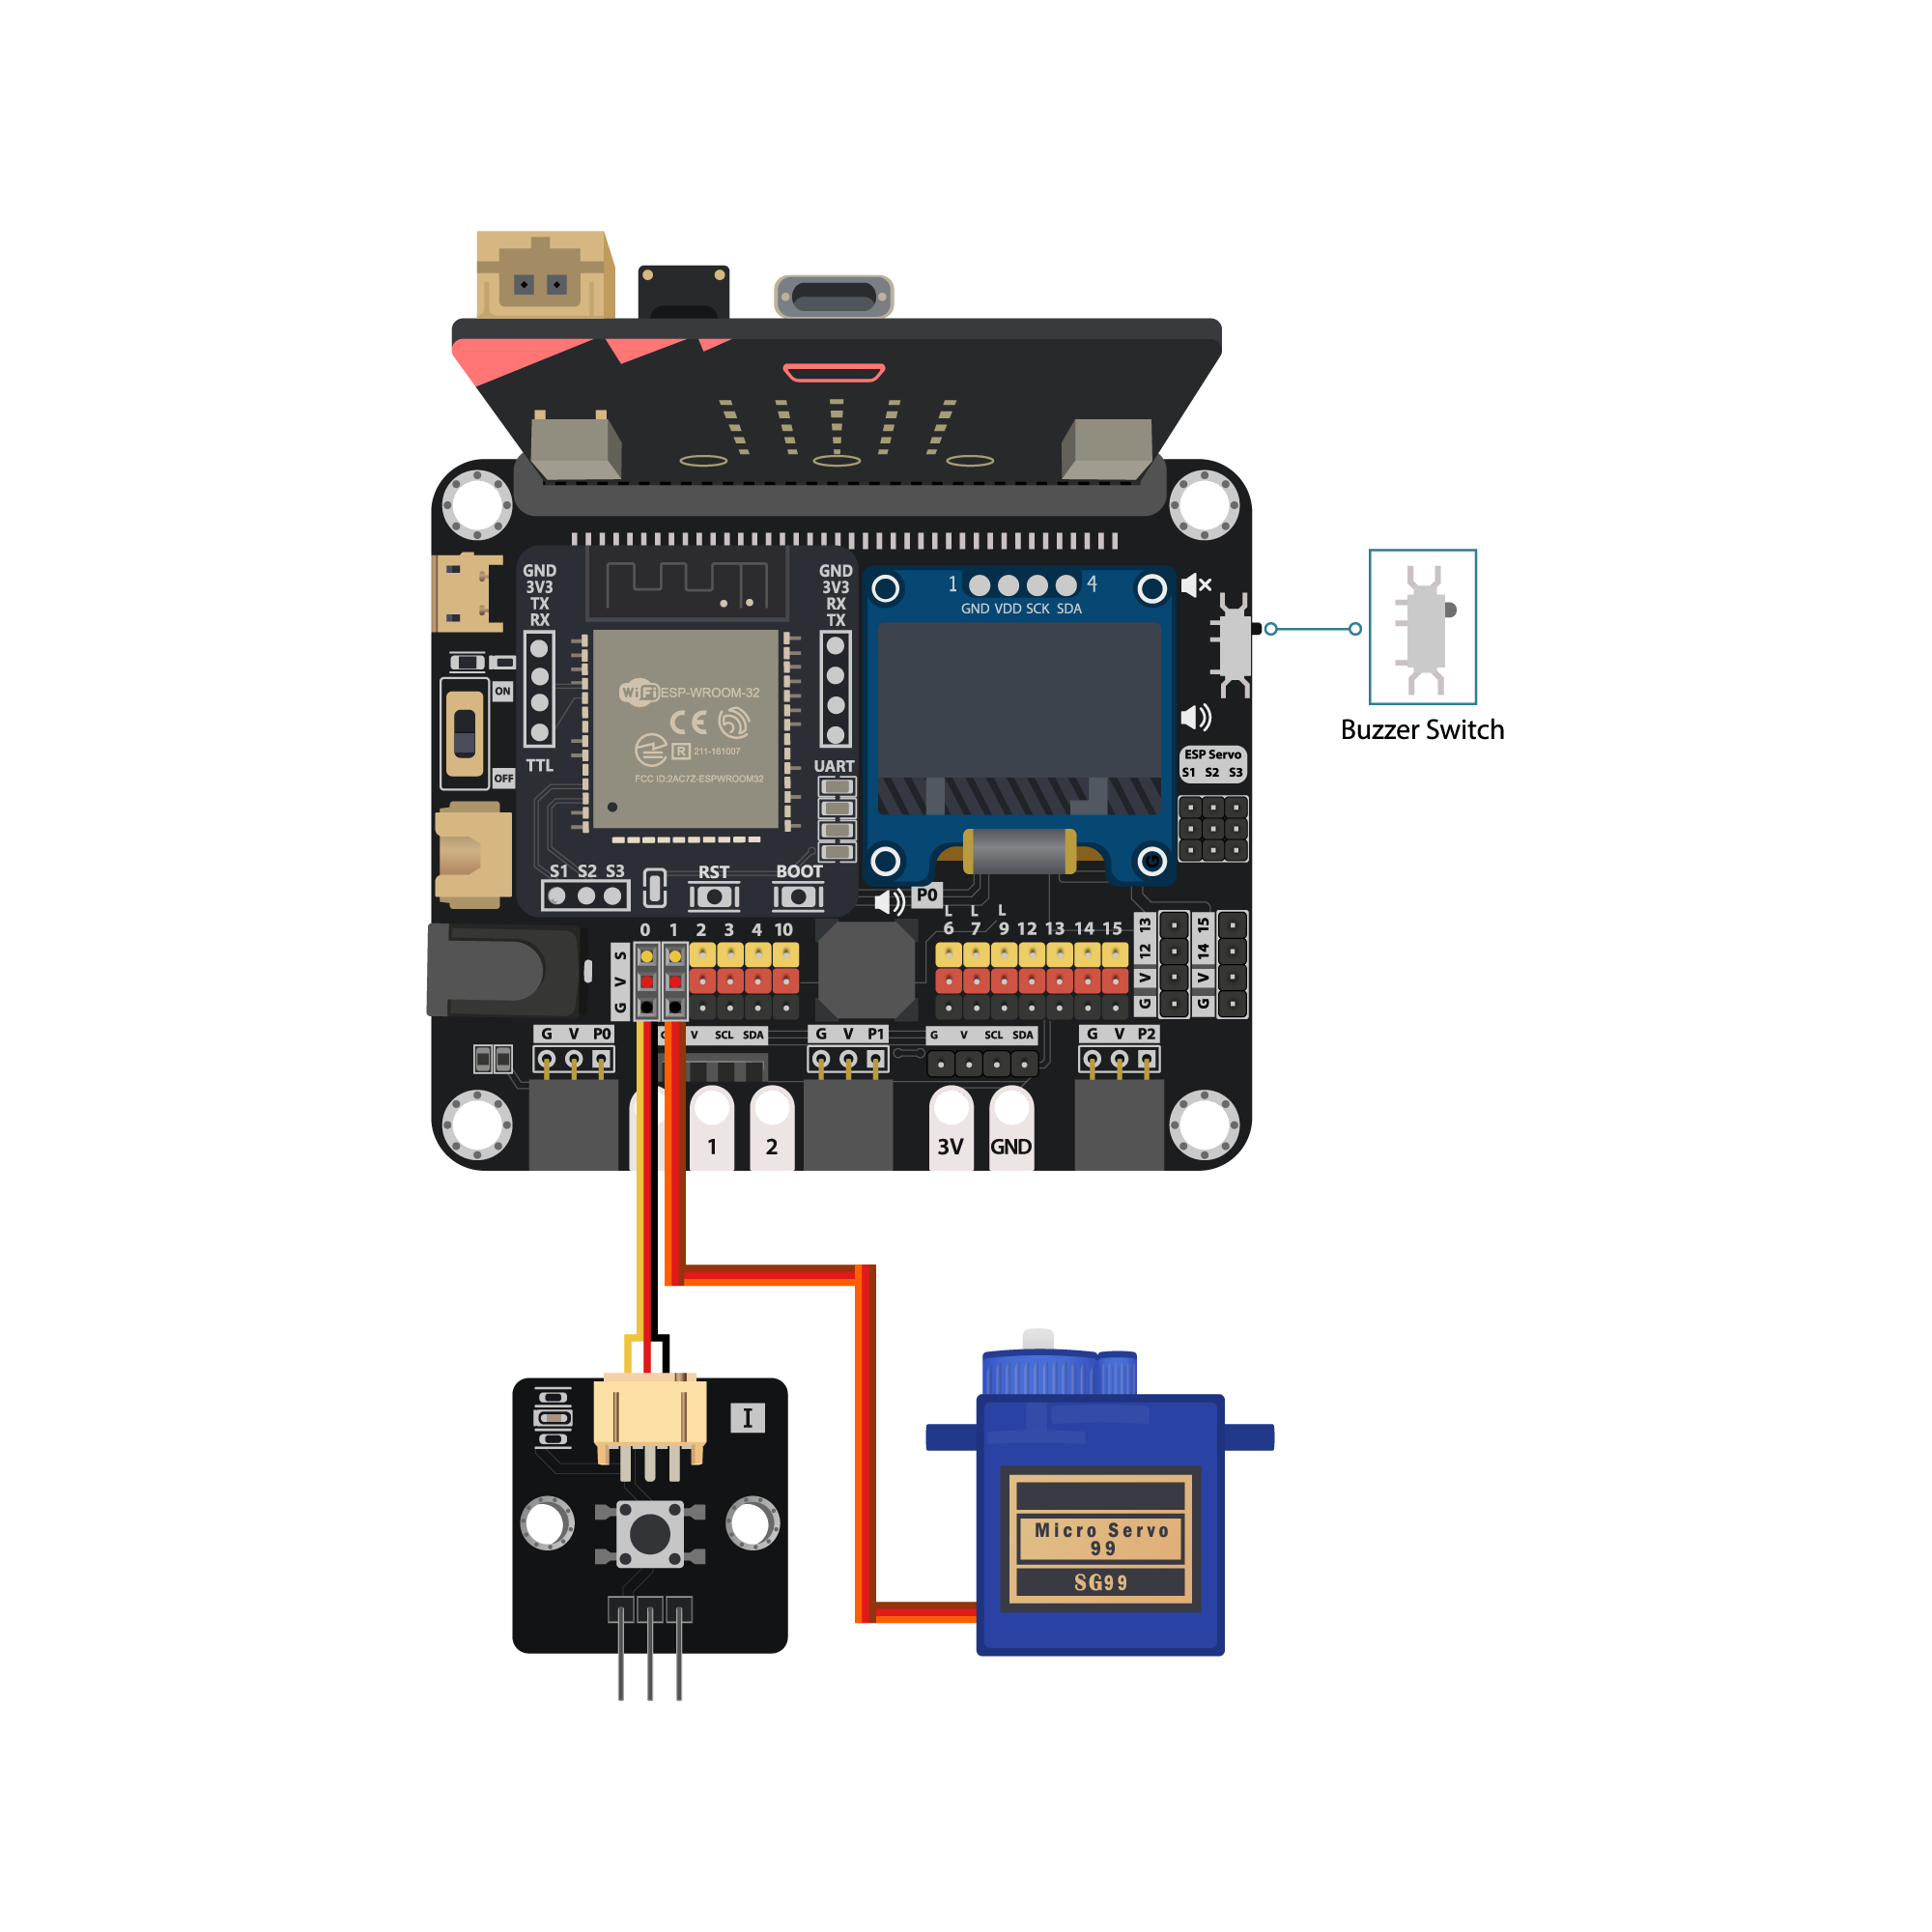 GND
3V3
TX
RX
TTL
ON
OFF
WiFi ESP-WROOM-32
CE
R 211-161007
FCC ID:2AC7Z-ESPWROOM32
GND
3V3
RX
TX
UART
1 4
GND VDD SCK SDA
Buzzer Switch
ESP Servo
S1 S2 S3
S1 S2 S3
RST
BOOT
P0
L L L
0 1 2 3 4 10
6 7 9 12 13 14 15
S
V
G
13
12
V
G
15
14
V
G
G V P0
G V SCL SDA
G V P1
G V SCL SDA
G V P2
1
2
3V
GND
I
Micro Servo
99
SG99